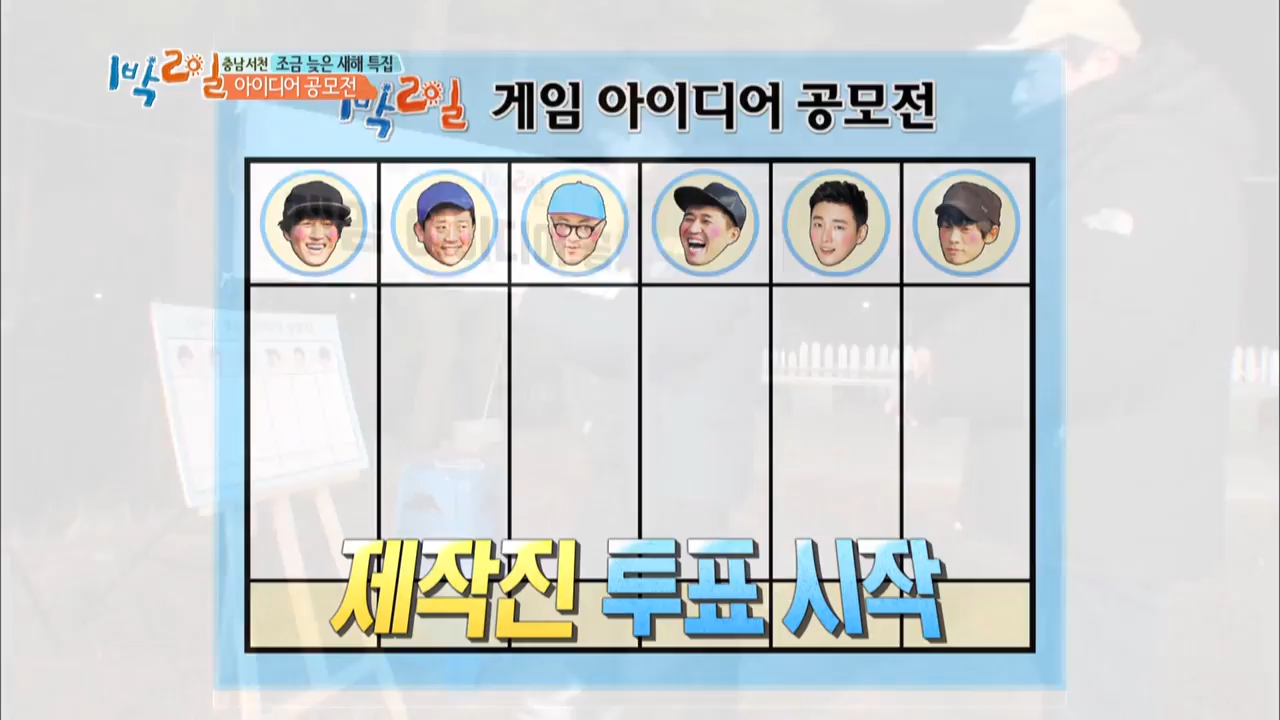 1박2일 충남 서천 조금 늦은 새해 특집
아이디어 공모전
1박2일 게임 아이디어 공모전
제작진 투표 시작